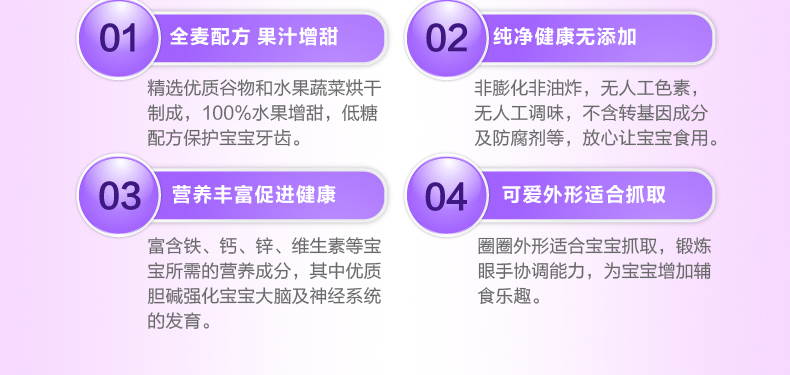 01 全麦配方 果汁增甜
精选优质谷物和水果蔬菜烘干
制成，100%水果增甜，低糖
配方保护宝宝牙齿。
02 纯净健康无添加
非膨化非油炸，无人工色素，
无人工调味，不含转基因成分
及防腐剂等，放心让宝宝食用。
03 营养丰富促进健康
富含铁、钙、锌、维生素等宝
宝所需的营养成分，其中优质
胆碱强化宝宝大脑及神经系统
的发育。
04 可爱外形适合抓取
圈圈外形适合宝宝抓取，锻炼
眼手协调能力，为宝宝增加辅
食乐趣。